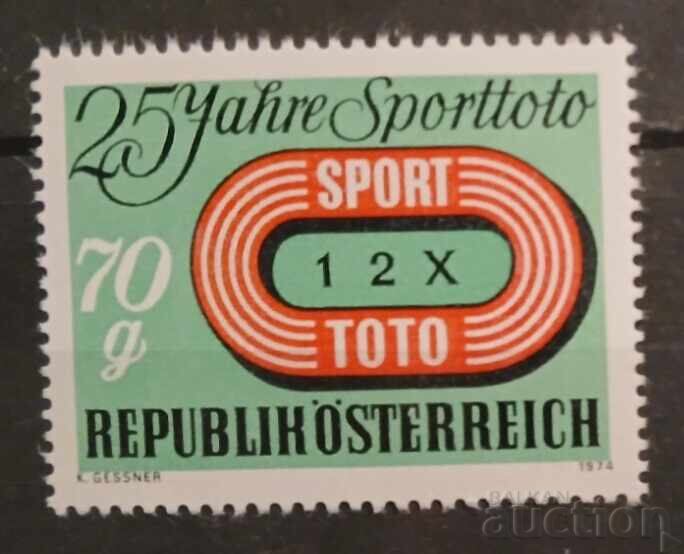 25 Jahre Sporttoto
SPORT
1 2 X
TOTO
70
g
REPUBLIK ÖSTERREICH
K. GESSNER
1974
BALKAN
auction